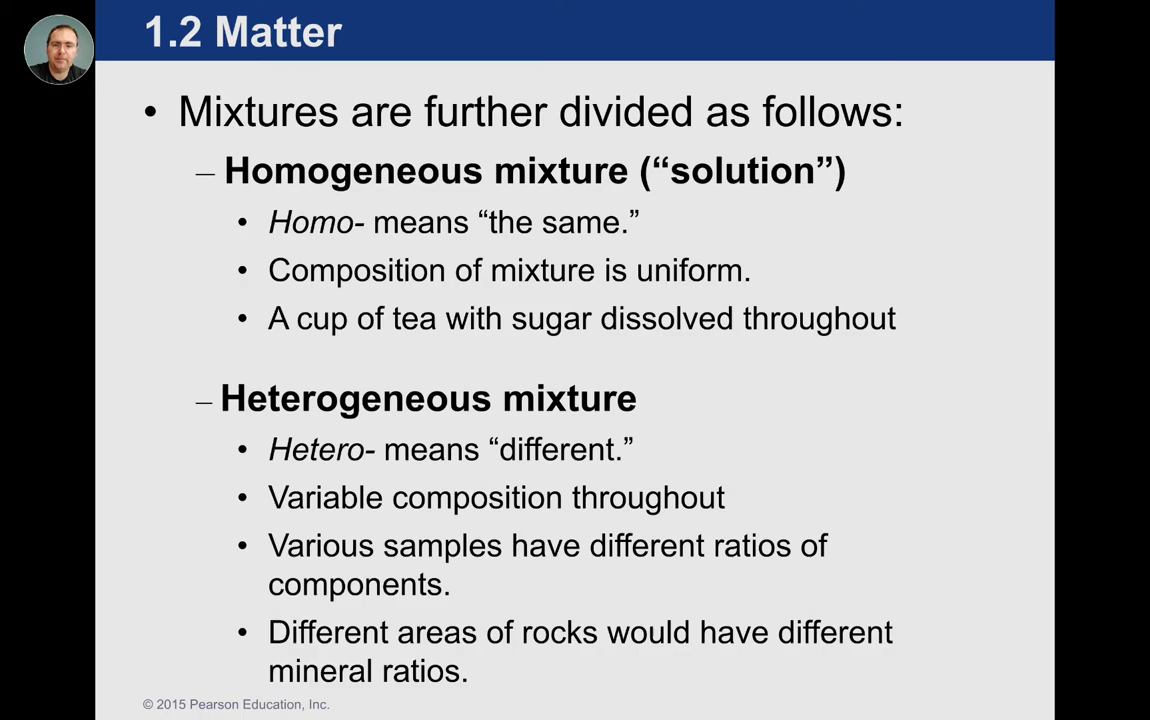 1.2 Matter
• Mixtures are further divided as follows:
– Homogeneous mixture (“solution”)
• Homo- means “the same.”
• Composition of mixture is uniform.
• A cup of tea with sugar dissolved throughout
– Heterogeneous mixture
• Hetero- means “different.”
• Variable composition throughout
• Various samples have different ratios of
components.
• Different areas of rocks would have different
mineral ratios.
© 2015 Pearson Education, Inc.